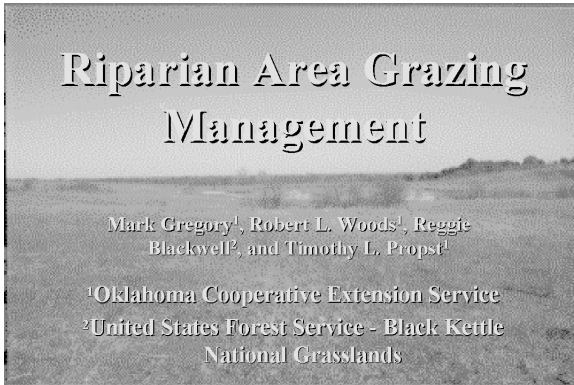 Riparian Area Grazing
Management
Mark Gregory¹, Robert L. Woods¹, Reggie
Blackwell², and Timothy L. Propst¹
¹Oklahoma Cooperative Extension Service
²United States Forest Service - Black Kettle
National Grasslands